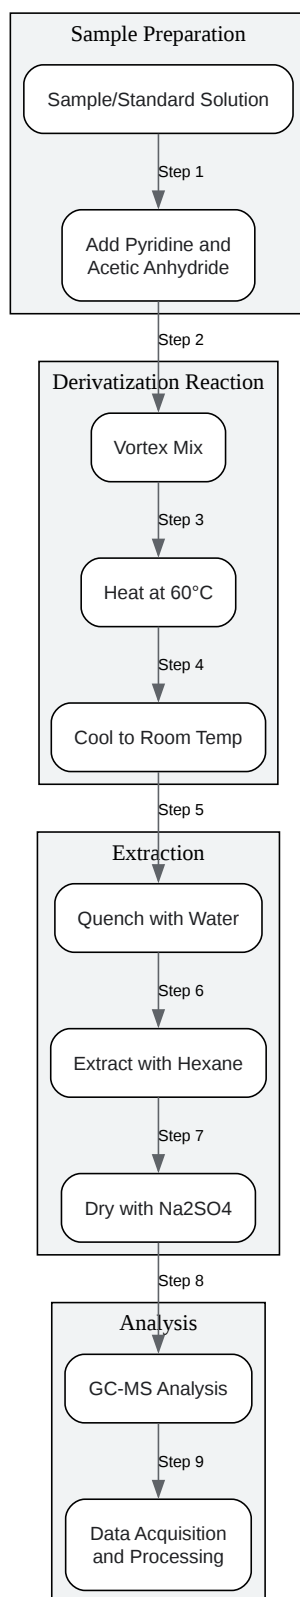 Sample Preparation
Sample/Standard Solution
Step 1
Add Pyridine and
Acetic Anhydride
Step 2
Derivatization Reaction
Vortex Mix
Step 3
Heat at 60°C
Step 4
Cool to Room Temp
Step 5
Extraction
Quench with Water
Step 6
Extract with Hexane
Step 7
Dry with Na2SO4
Step 8
Analysis
GC-MS Analysis
Step 9
Data Acquisition
and Processing